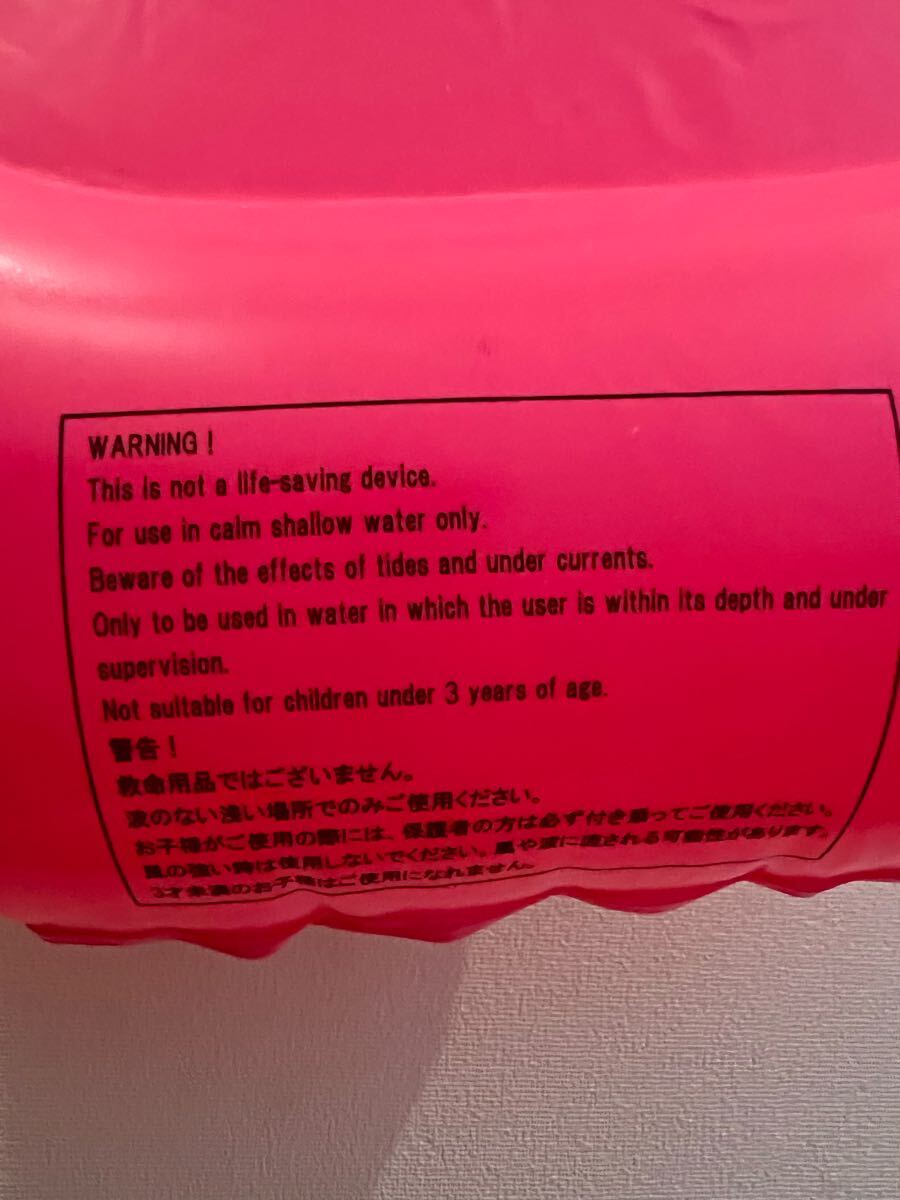 WARNING！
This is not a life-saving device.
For use in calm shallow water only.
Beware of the effects of tides and under currents.
Only to be used in water in which the user is within its depth and under
supervision.
Not suitable for children under 3 years of age.
警告！
救命用品ではございません。
波のない浅い場所でのみご使用ください。
お子様がご使用の際には、保護者の方は必ず付き添ってご使用ください。
風の強い時は使用しないでください。風や波に流される可能性があります。
3才未満のお子様はご使用になれません。